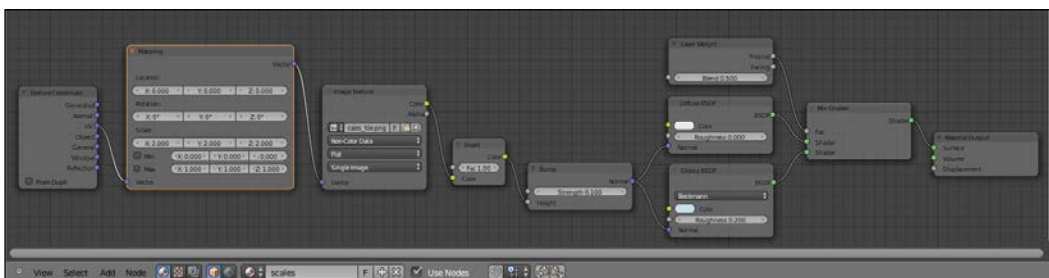 Texture Coordinate
Generated
Normal
UV
Object
Camera
Window
Reflection
From Dupli
Mapping
Vector
Location:
X: 0.000 Y: 0.000 Z: 0.000
Rotation:
X: 0° Y: 0° Z: 0°
Scale:
X: 2.000 Y: 2.000 Z: 2.000
Min X: 0.000 Y: 0.000 : 0.000
Max X: 1.000 Y: 1.000 Z: 1.000
Vector
Image Texture
Color
Alpha
cales_tile.png F
Non-Color Data
Flat
Single Image
Vector
Invert
Color
Fac: 1.00
Color
Bump
Normal
Strength: 0.100
Height
Layer Weight
Fresnel
Facing
Blend: 0.500
Diffuse BSDF
BSDF
Color
Roughness: 0.000
Normal
Glossy BSDF
BSDF
Beckmann
Color
Roughness: 0.200
Normal
Mix Shader
Shader
Fac
Shader
Shader
Material Output
Surface
Volume
Displacement
View Select Add Node scales F Use Nodes